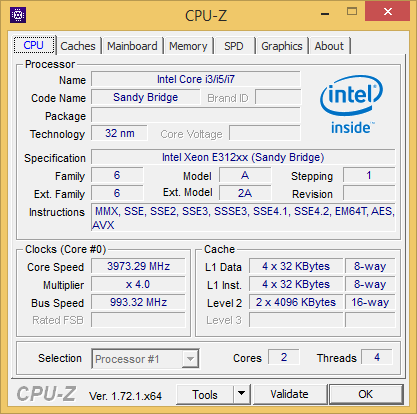 CPU-Z
CPU Caches Mainboard Memory SPD Graphics About
Processor
Name Intel Core i3/i5/i7
Code Name Sandy Bridge Brand ID
Package
Technology 32 nm Core Voltage
intel
inside™
Specification Intel Xeon E312xx (Sandy Bridge)
Family 6 Model A Stepping 1
Ext. Family 6 Ext. Model 2A Revision
Instructions MMX, SSE, SSE2, SSE3, SSSE3, SSE4.1, SSE4.2, EM64T, AES,
AVX
Clocks (Core #0) Cache
Core Speed 3973.29 MHz L1 Data 4 x 32 KBytes 8-way
Multiplier x 4.0 L1 Inst. 4 x 32 KBytes 8-way
Bus Speed 993.32 MHz Level 2 2 x 4096 KBytes 16-way
Rated FSB Level 3
Selection Processor #1 Cores 2 Threads 4
CPU-Z Ver. 1.72.1.x64 Tools Validate OK